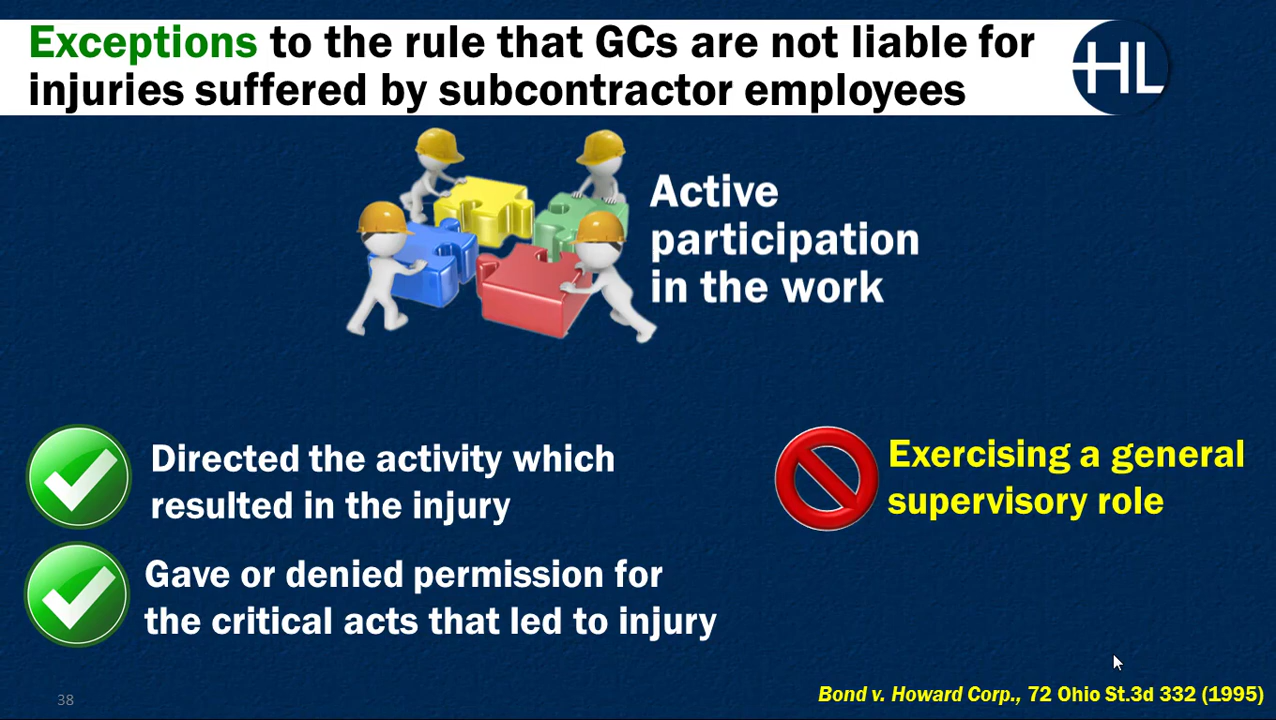 Exceptions to the rule that GCs are not liable for
injuries suffered by subcontractor employees
HL
Active
participation
in the work
Directed the activity which
resulted in the injury
Gave or denied permission for
the critical acts that led to injury
Exercising a general
supervisory role
38
Bond v. Howard Corp., 72 Ohio St.3d 332 (1995)